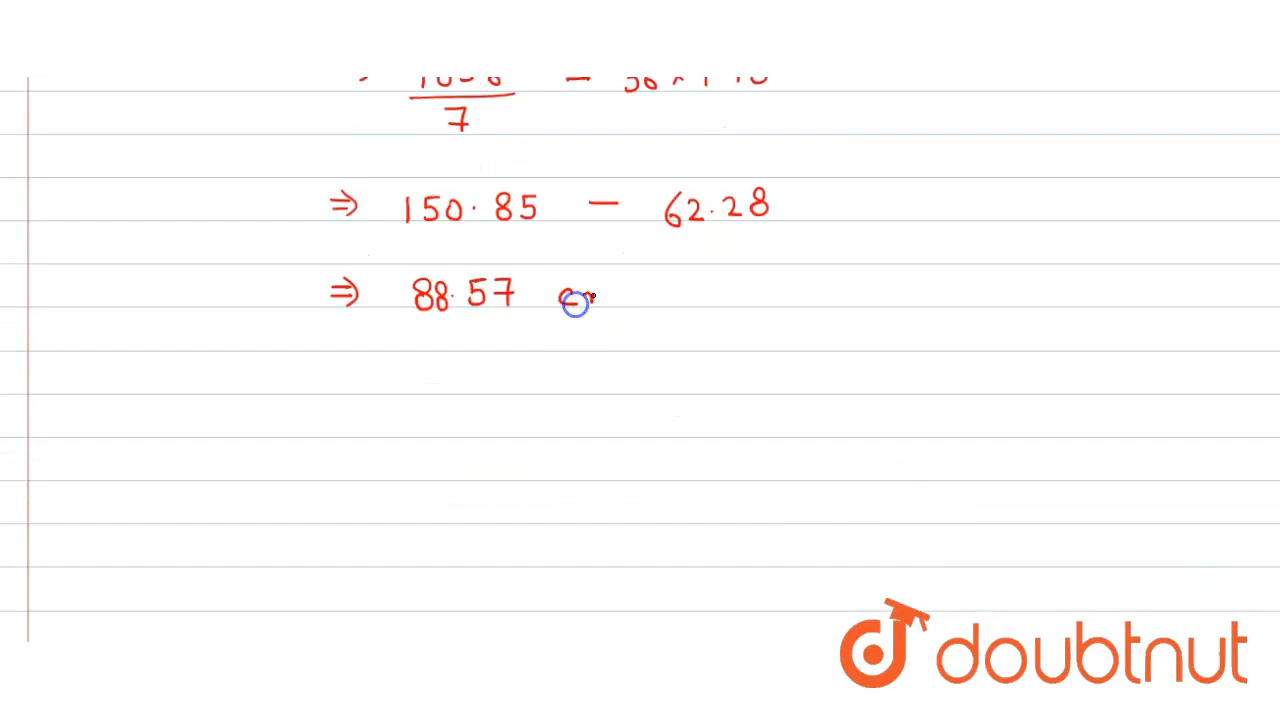 7
⇒ 150.85 − 62.28
⇒ 88.57
doubtnut